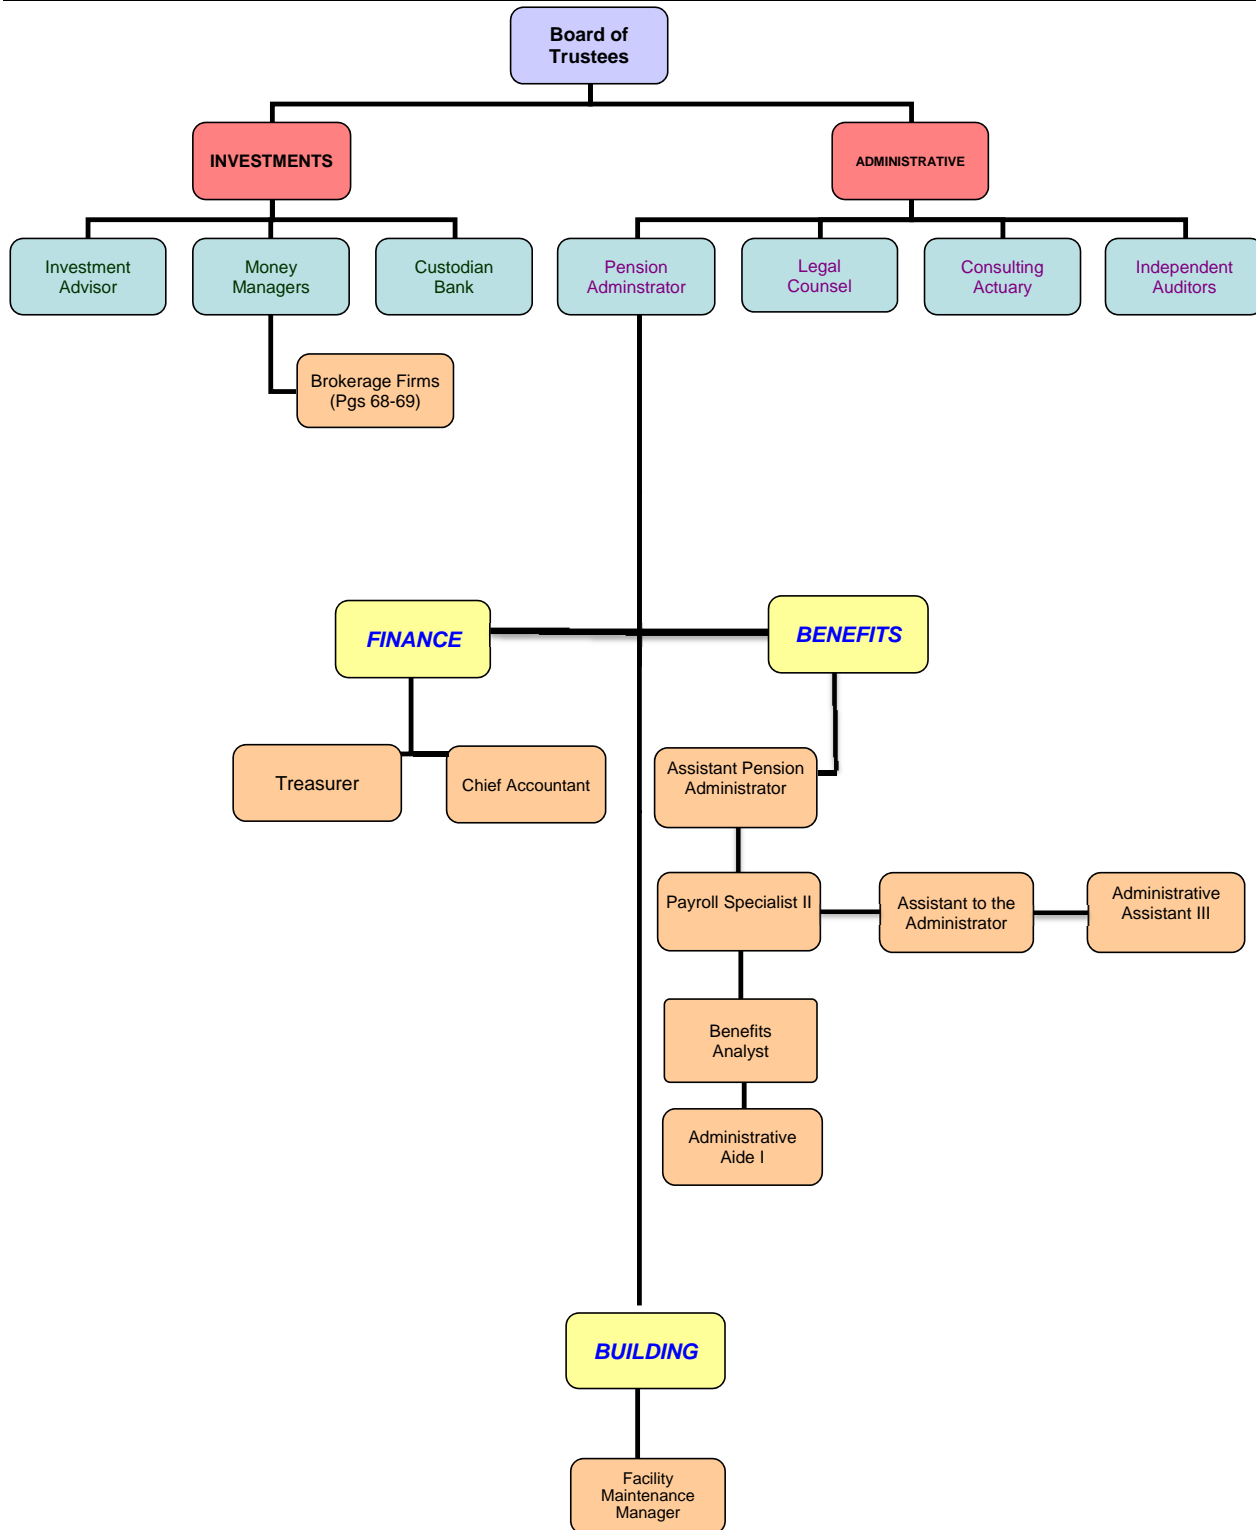 Board of
Trustees
INVESTMENTS
ADMINISTRATIVE
Investment
Advisor
Money
Managers
Custodian
Bank
Pension
Adminstrator
Legal
Counsel
Consulting
Actuary
Independent
Auditors
Brokerage Firms
(Pgs 68-69)
FINANCE
BENEFITS
Treasurer
Chief Accountant
Assistant Pension
Administrator
Payroll Specialist II
Assistant to the
Administrator
Administrative
Assistant III
Benefits
Analyst
Administrative
Aide I
BUILDING
Facility
Maintenance
Manager